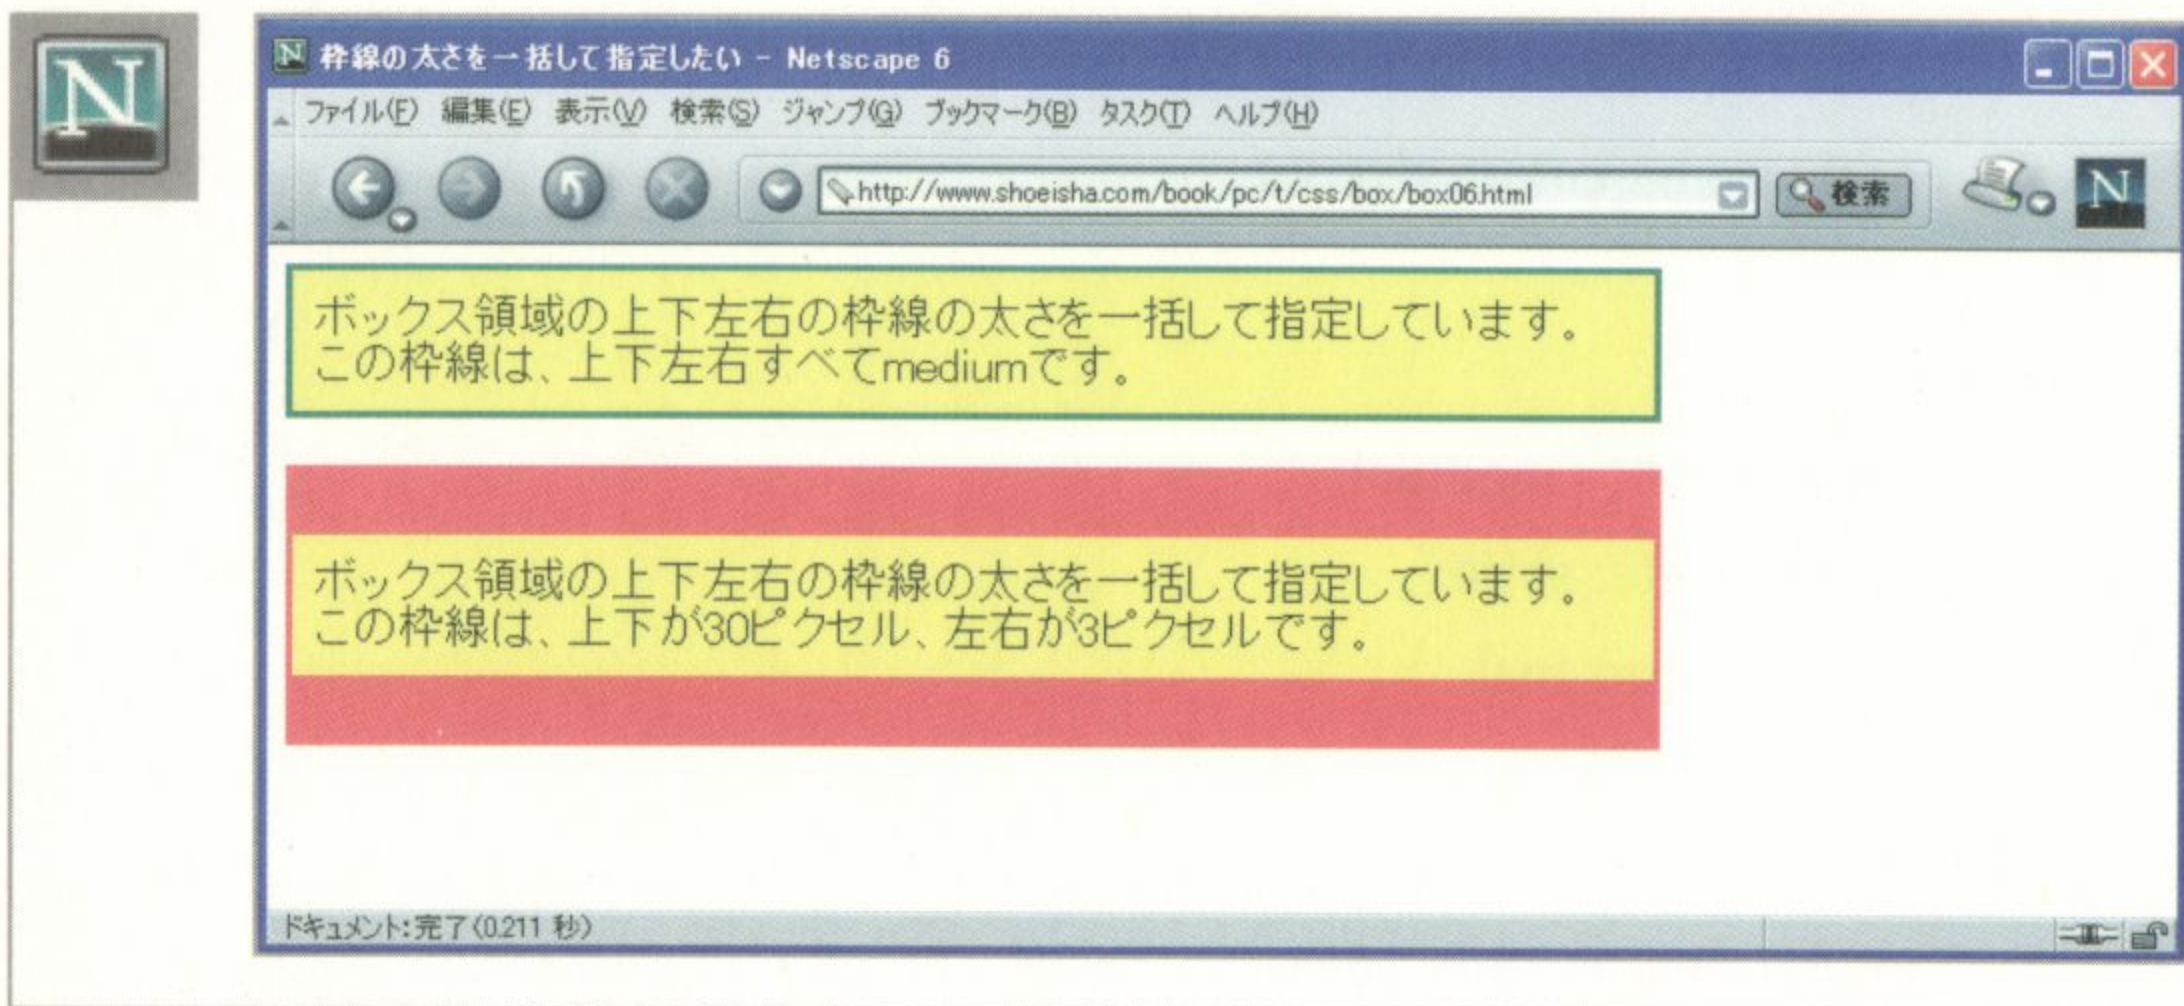 N
枠線の太さを一括して指定したい - Netscape 6
ファイル(F) 編集(E) 表示(V) 検索(S) ジャンプ(G) ブックマーク(B) タスク(T) ヘルプ(H)
http://www.shoeisha.com/book/pc/t/css/box/box06.html 検索 N
ボックス領域の上下左右の枠線の太さを一括して指定しています。
この枠線は、上下左右すべてmediumです。
ボックス領域の上下左右の枠線の太さを一括して指定しています。
この枠線は、上下が30ピクセル、左右が3ピクセルです。
ドキュメント:完了(0.211 秒)